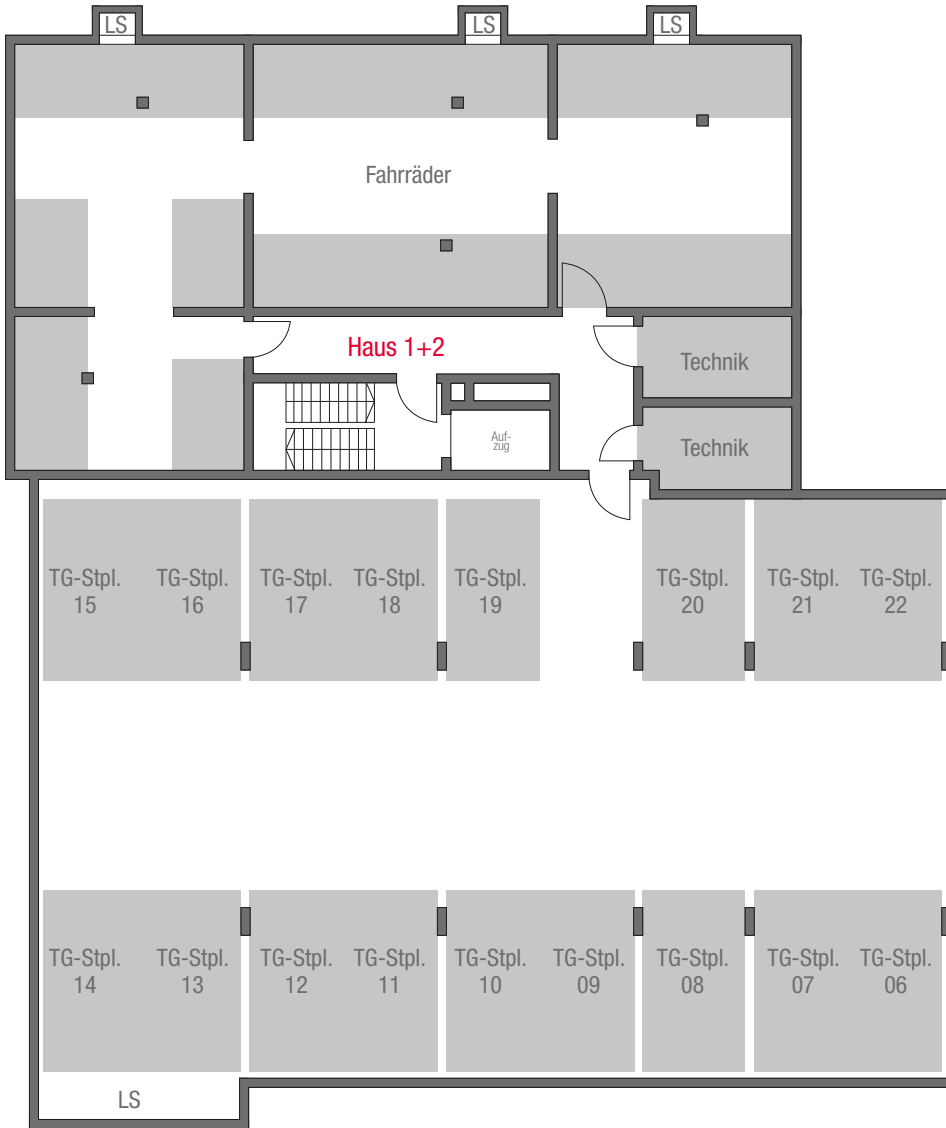 LS
LS
LS
Fahrräder
Haus 1+2
Technik
Auf-
zug
Technik
TG-Stpl.
15
TG-Stpl.
16
TG-Stpl.
17
TG-Stpl.
18
TG-Stpl.
19
TG-Stpl.
20
TG-Stpl.
21
TG-Stpl.
22
TG-Stpl.
14
TG-Stpl.
13
TG-Stpl.
12
TG-Stpl.
11
TG-Stpl.
10
TG-Stpl.
09
TG-Stpl.
08
TG-Stpl.
07
TG-Stpl.
06
LS